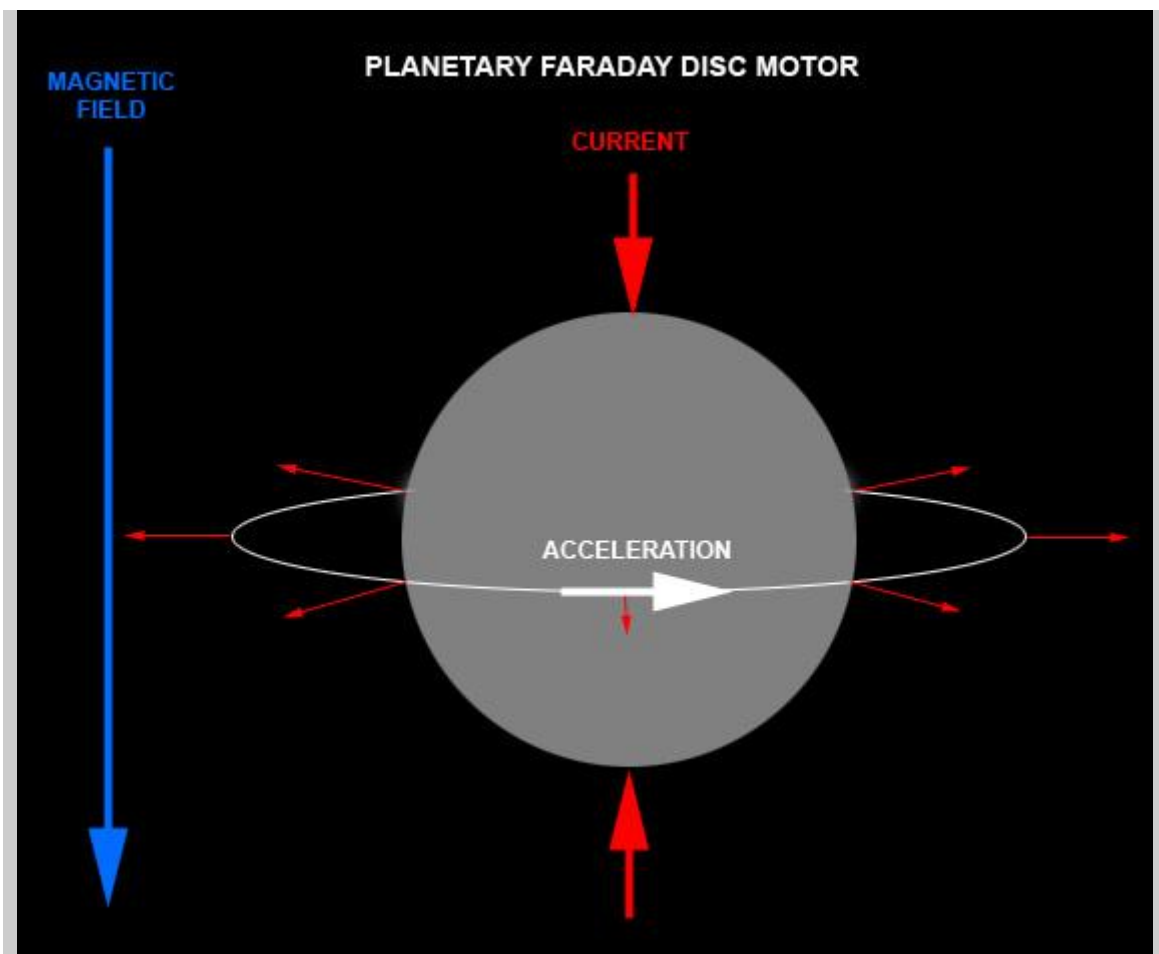 PLANETARY FARADAY DISC MOTOR
MAGNETIC
FIELD
CURRENT
ACCELERATION